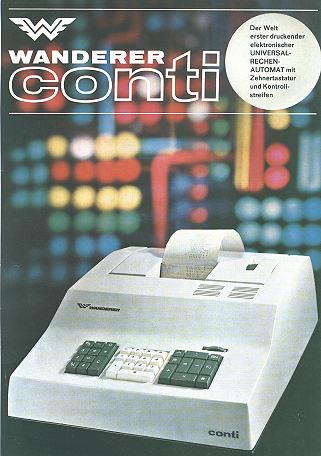 WANDERER
conti
Der Welt
erster druckender
elektronischer
UNIVERSAL-
RECHEN-
AUTOMAT mit
Zehnertastatur
und Kontroll-
streifen
WANDERER
conti